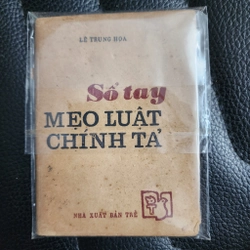 LÊ TRUNG HOA
Sổ tay
MẸO LUẬT
CHÍNH TẢ
NHÀ XUẤT BẢN TRẺ